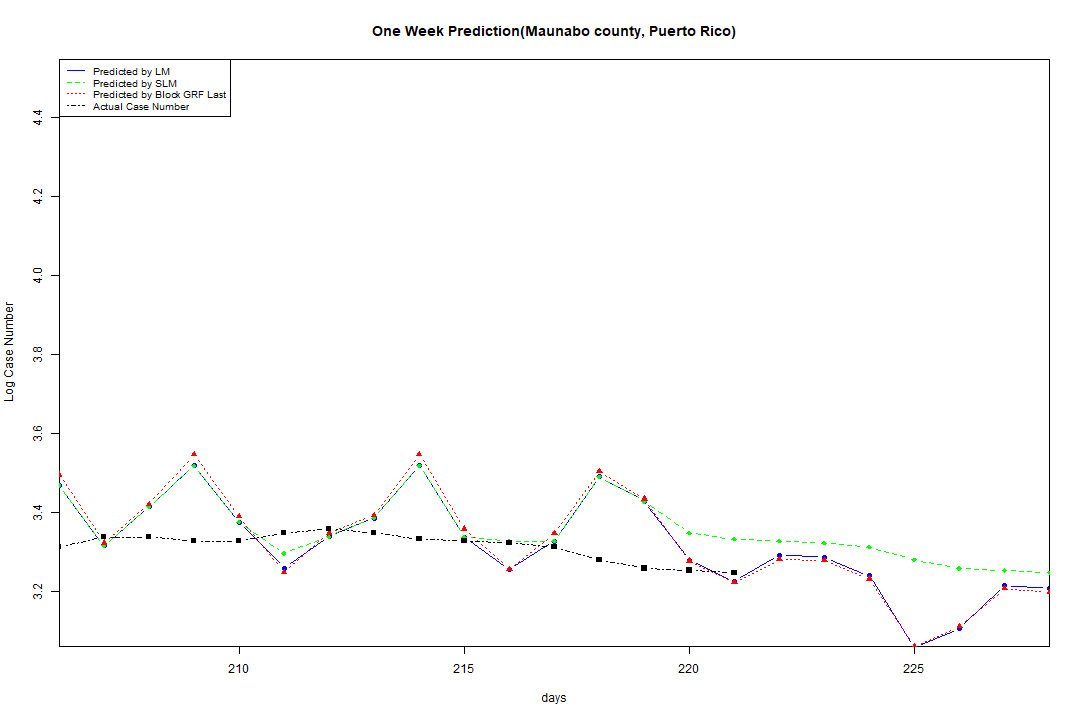 One Week Prediction(Maunabo county, Puerto Rico)
Predicted by LM
Predicted by SLM
Predicted by Block GRF Last
Actual Case Number
4.4
4.2
4.0
3.8
3.6
3.4
3.2
Log Case Number
210 215 220 225
days